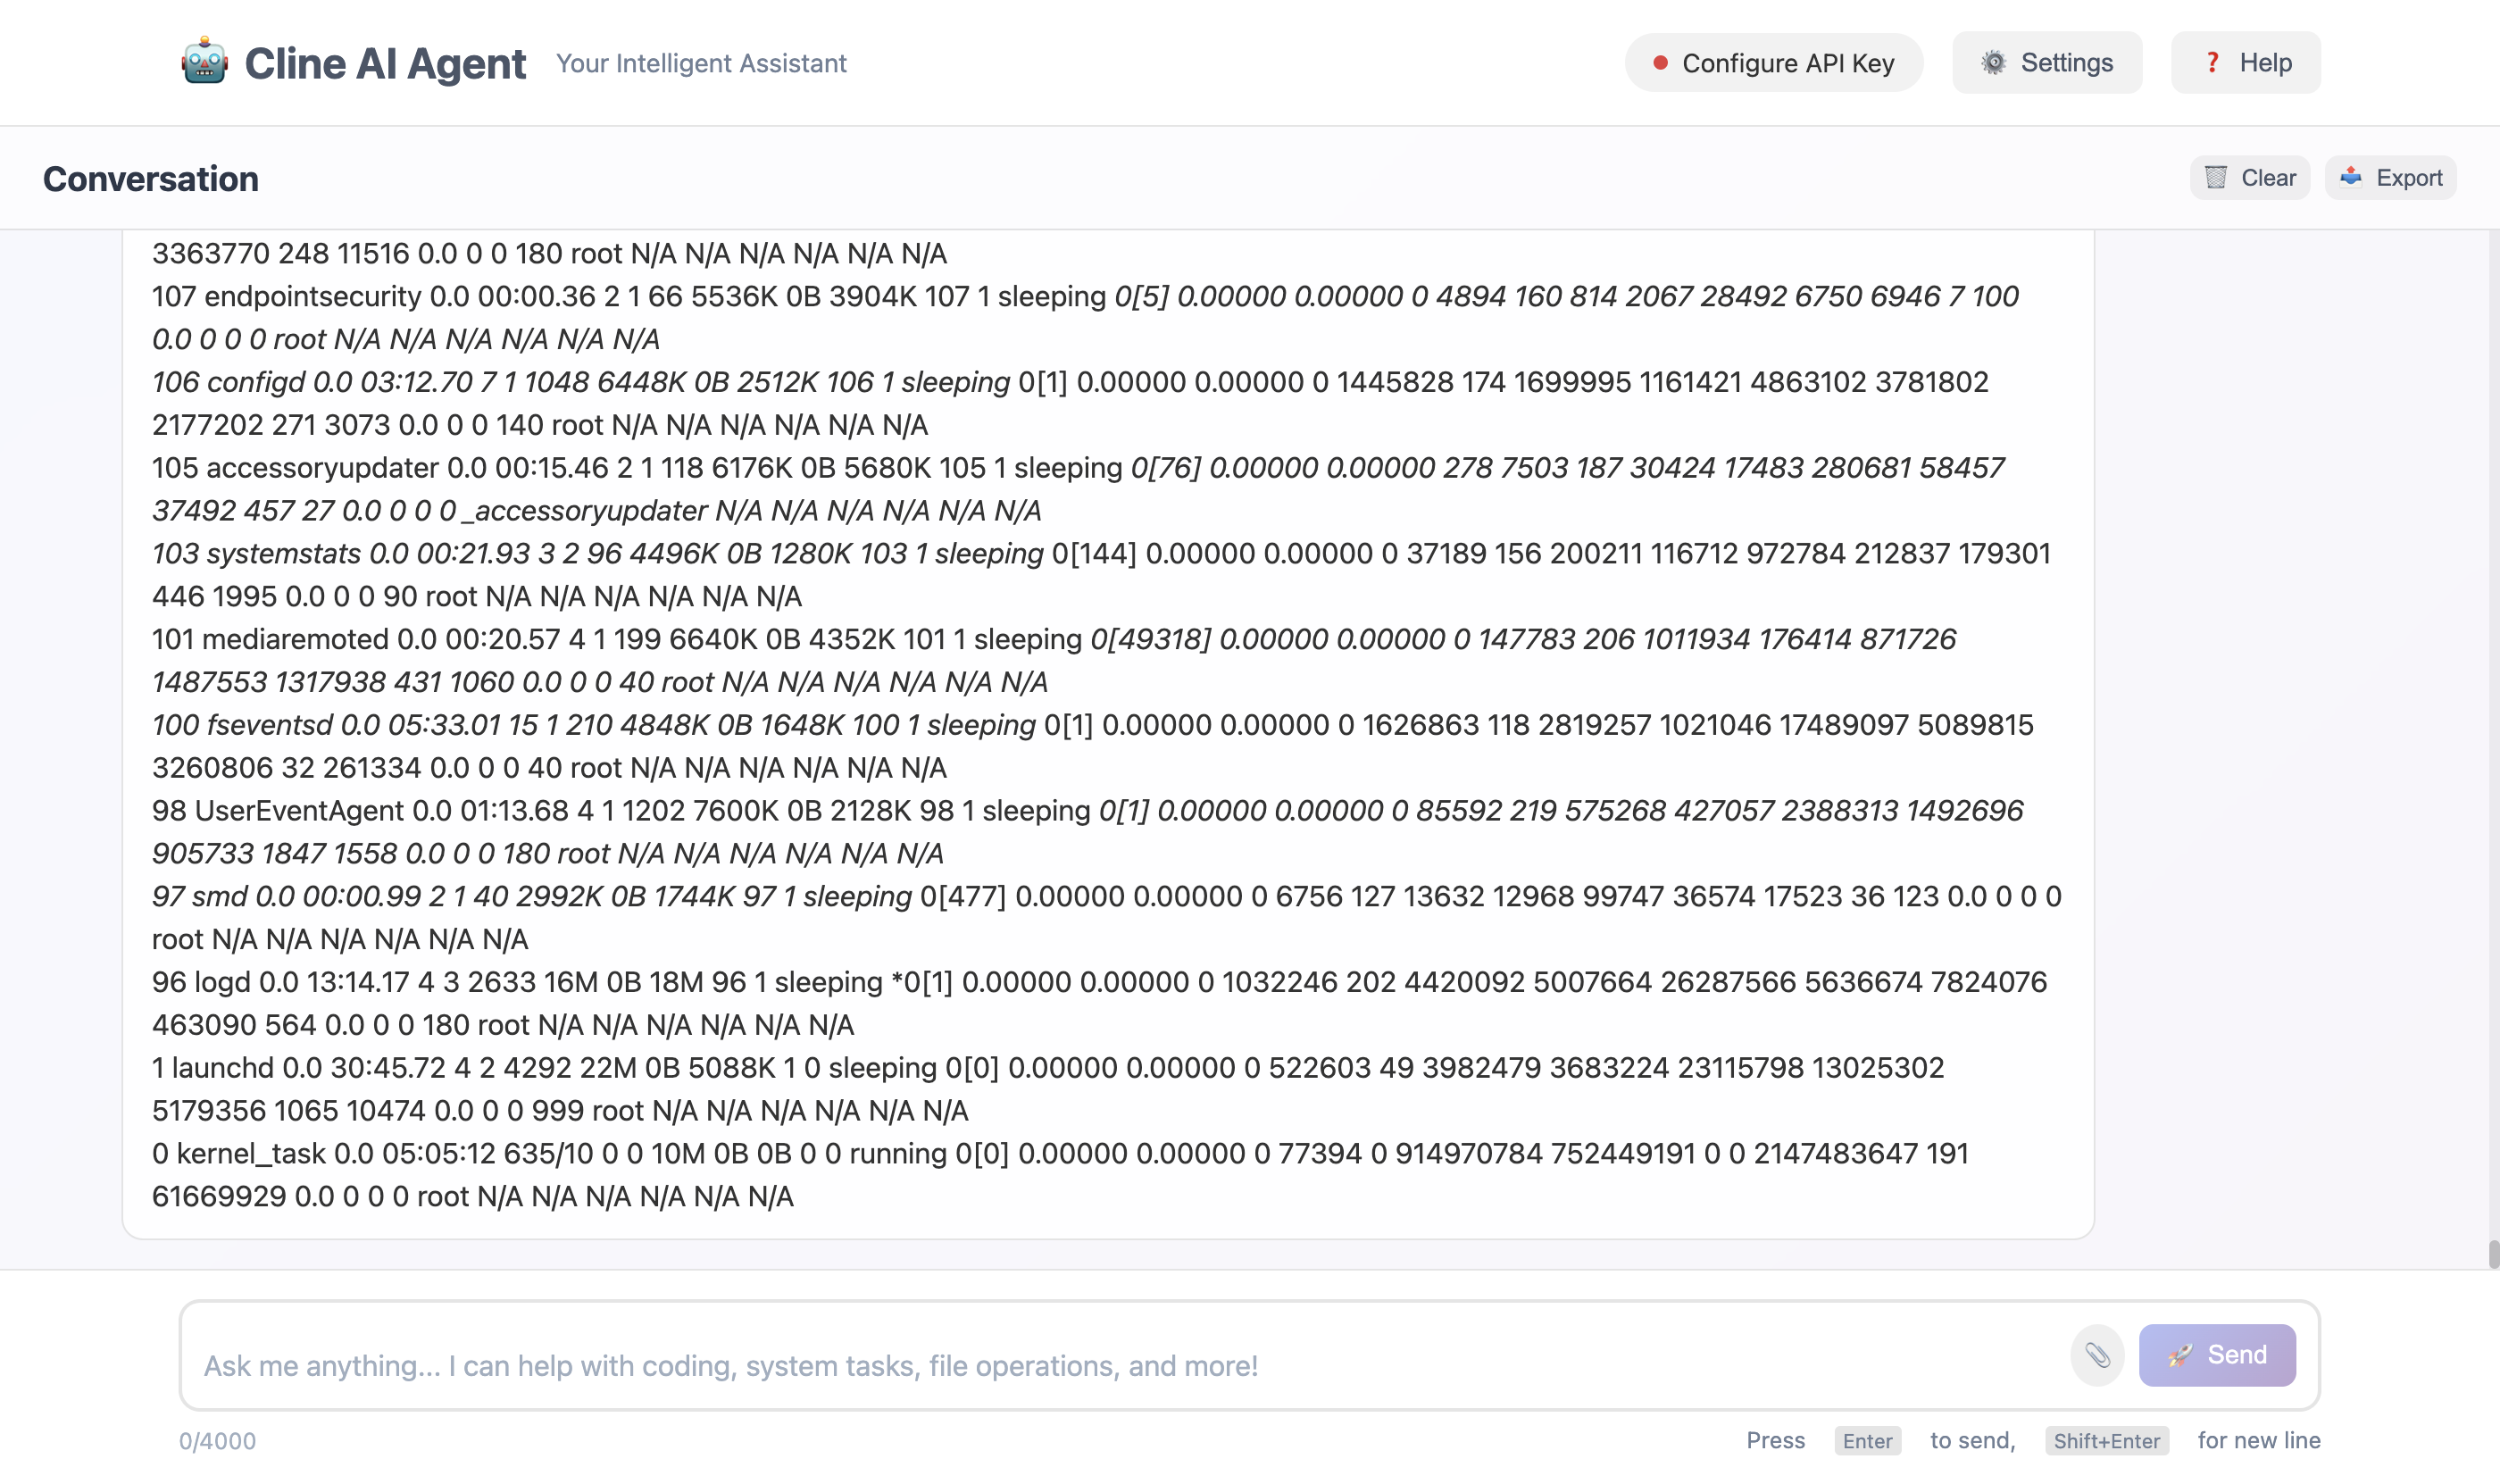 Cline AI Agent Your Intelligent Assistant Configure API Key Settings Help
Conversation Clear Export
3363770 248 11516 0.0 0 0 180 root N/A N/A N/A N/A N/A N/A
107 endpointsecurity 0.0 00:00.36 2 1 66 5536K 0B 3904K 107 1 sleeping 0[5] 0.00000 0.00000 0 4894 160 814 2067 28492 6750 6946 7 100
0.0 0 0 0 root N/A N/A N/A N/A N/A N/A
106 configd 0.0 03:12.70 7 1 1048 6448K 0B 2512K 106 1 sleeping 0[1] 0.00000 0.00000 0 1445828 174 1699995 1161421 4863102 3781802
2177202 271 3073 0.0 0 0 140 root N/A N/A N/A N/A N/A N/A
105 accessoryupdater 0.0 00:15.46 2 1 118 6176K 0B 5680K 105 1 sleeping 0[76] 0.00000 0.00000 278 7503 187 30424 17483 280681 58457
37492 457 27 0.0 0 0 0 _accessoryupdater N/A N/A N/A N/A N/A N/A
103 systemstats 0.0 00:21.93 3 2 96 4496K 0B 1280K 103 1 sleeping 0[144] 0.00000 0.00000 0 37189 156 200211 116712 972784 212837 179301
446 1995 0.0 0 0 90 root N/A N/A N/A N/A N/A N/A
101 mediaremoted 0.0 00:20.57 4 1 199 6640K 0B 4352K 101 1 sleeping 0[49318] 0.00000 0.00000 0 147783 206 1011934 176414 871726
1487553 1317938 431 1060 0.0 0 0 40 root N/A N/A N/A N/A N/A N/A
100 fseventsd 0.0 05:33.01 15 1 210 4848K 0B 1648K 100 1 sleeping 0[1] 0.00000 0.00000 0 1626863 118 2819257 1021046 17489097 5089815
3260806 32 261334 0.0 0 0 40 root N/A N/A N/A N/A N/A N/A
98 UserEventAgent 0.0 01:13.68 4 1 1202 7600K 0B 2128K 98 1 sleeping 0[1] 0.00000 0.00000 0 85592 219 575268 427057 2388313 1492696
905733 1847 1558 0.0 0 0 180 root N/A N/A N/A N/A N/A N/A
97 smd 0.0 00:00.99 2 1 40 2992K 0B 1744K 97 1 sleeping 0[477] 0.00000 0.00000 0 6756 127 13632 12968 99747 36574 17523 36 123 0.0 0 0 0
root N/A N/A N/A N/A N/A N/A
96 logd 0.0 13:14.17 4 3 2633 16M 0B 18M 96 1 sleeping *0[1] 0.00000 0.00000 0 1032246 202 4420092 5007664 26287566 5636674 7824076
463090 564 0.0 0 0 180 root N/A N/A N/A N/A N/A N/A
1 launchd 0.0 30:45.72 4 2 4292 22M 0B 5088K 1 0 sleeping 0[0] 0.00000 0.00000 0 522603 49 3982479 3683224 23115798 13025302
5179356 1065 10474 0.0 0 0 999 root N/A N/A N/A N/A N/A N/A
0 kernel_task 0.0 05:05:12 635/10 0 0 10M 0B 0B 0 0 running 0[0] 0.00000 0.00000 0 77394 0 914970784 752449191 0 0 2147483647 191
61669929 0.0 0 0 0 root N/A N/A N/A N/A N/A N/A
Ask me anything... I can help with coding, system tasks, file operations, and more! Send
0/4000 Press Enter to send, Shift+Enter for new line